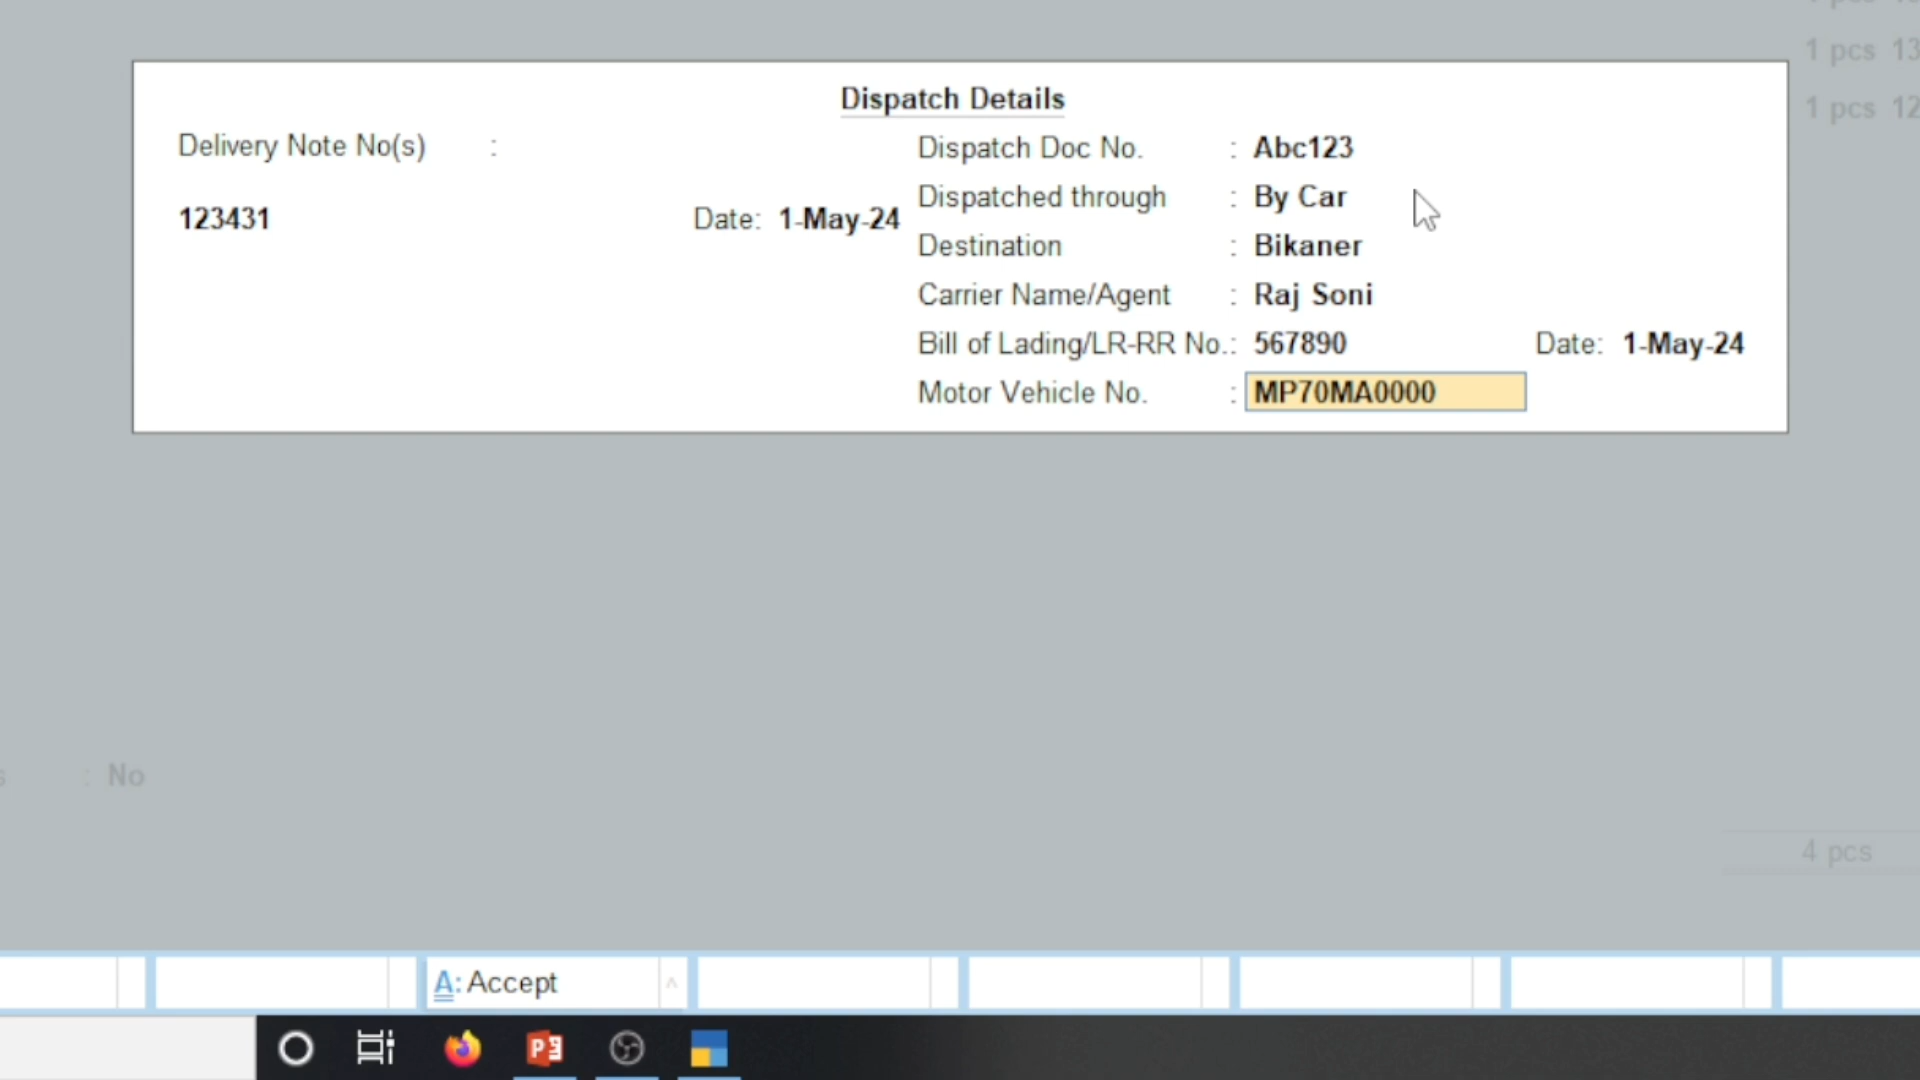 1 pcs 13
1 pcs 12
Dispatch Details
Delivery Note No(s) :
123431 Date: 1-May-24
Dispatch Doc No. : Abc123
Dispatched through : By Car
Destination : Bikaner
Carrier Name/Agent : Raj Soni
Bill of Lading/LR-RR No.: 567890 Date: 1-May-24
Motor Vehicle No. : MP70MA0000
s : No
4 pcs
A: Accept